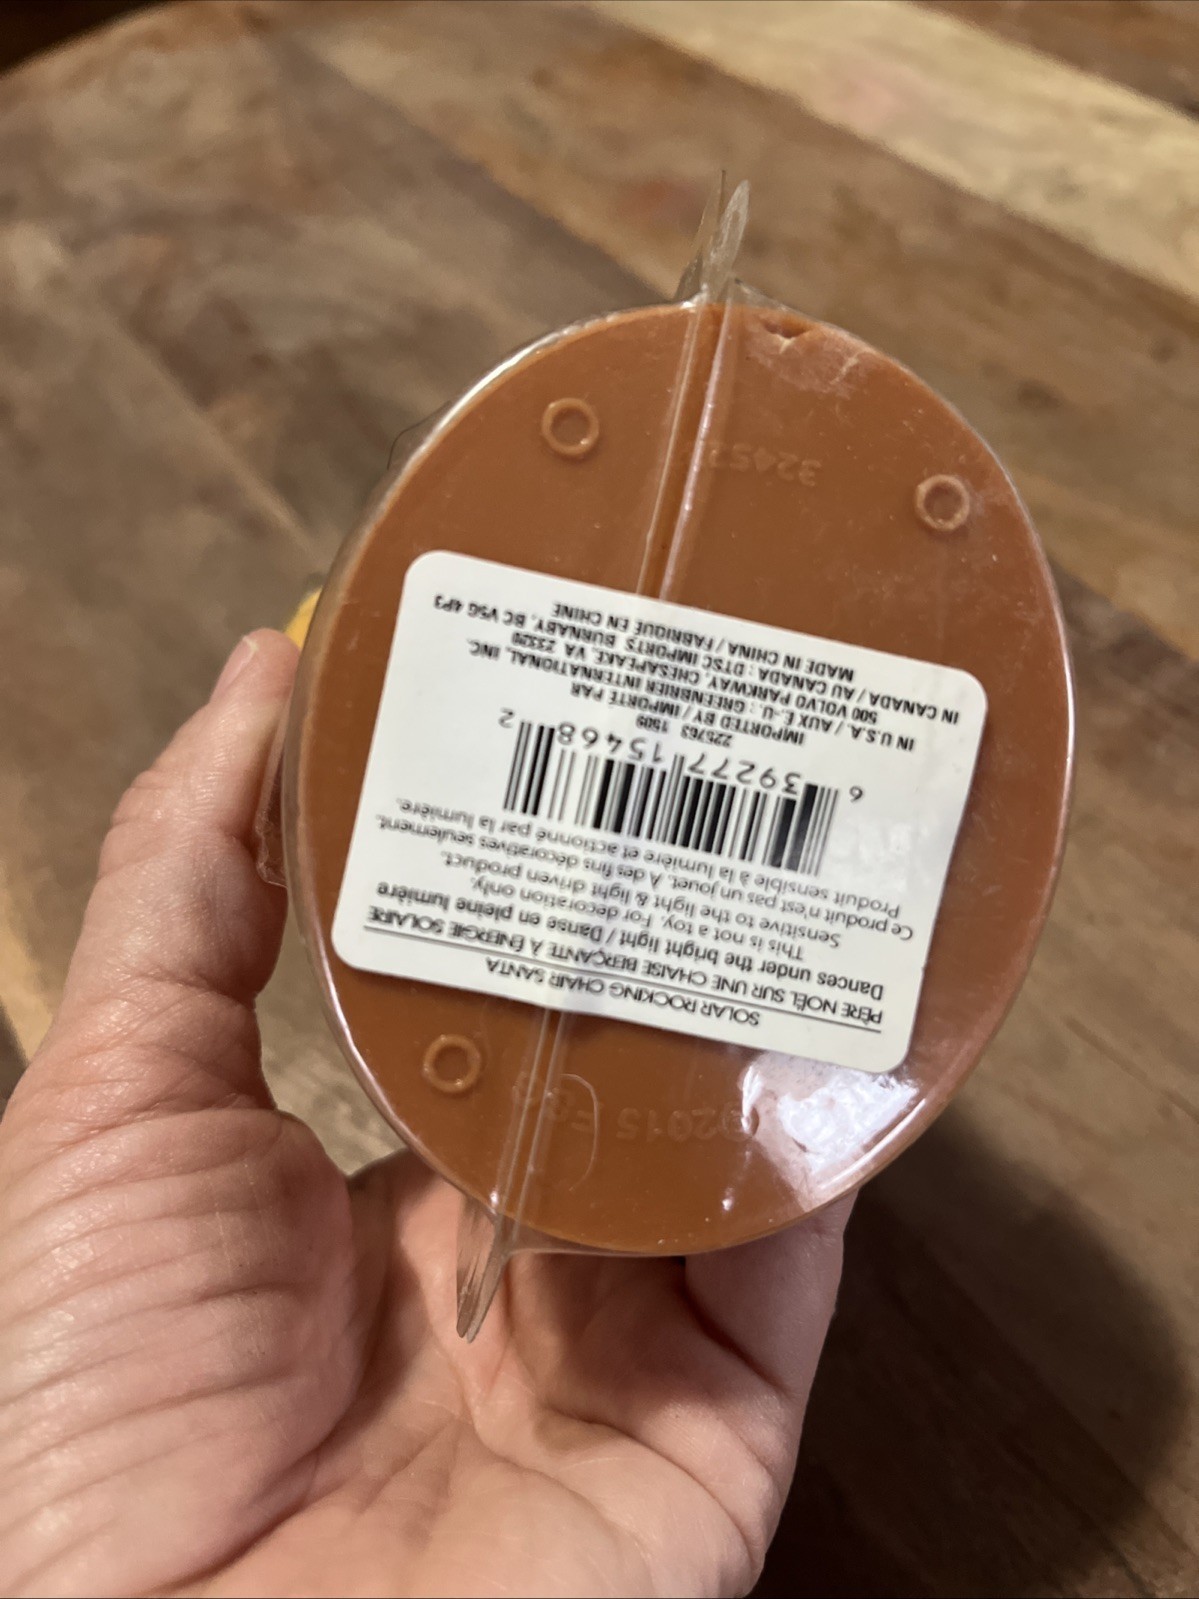 SOLAR ROCKING CHAIR SANTA
PÈRE NOËL SUR UNE CHAISE BERÇANTE À ÉNERGIE SOLAIRE
Dances under the bright light / Danse en pleine lumière
This is not a toy. For decoration only.
Sensitive to the light & light driven product.
Ce produit n'est pas un jouet. A des fins décoratives seulement.
Produit sensible à la lumière et actionné par la lumière.
6 39277 15468 2
225763 1509
IMPORTED BY / IMPORTÉ PAR
IN U.S.A. / AUX É.-U. : GREENBRIER INTERNATIONAL, INC.
500 VOLVO PARKWAY, CHESAPEAKE, VA 23320
IN CANADA / AU CANADA : DTSC IMPORTS, BURNABY, BC V5G 4P3
MADE IN CHINA / FABRIQUÉ EN CHINE
2015